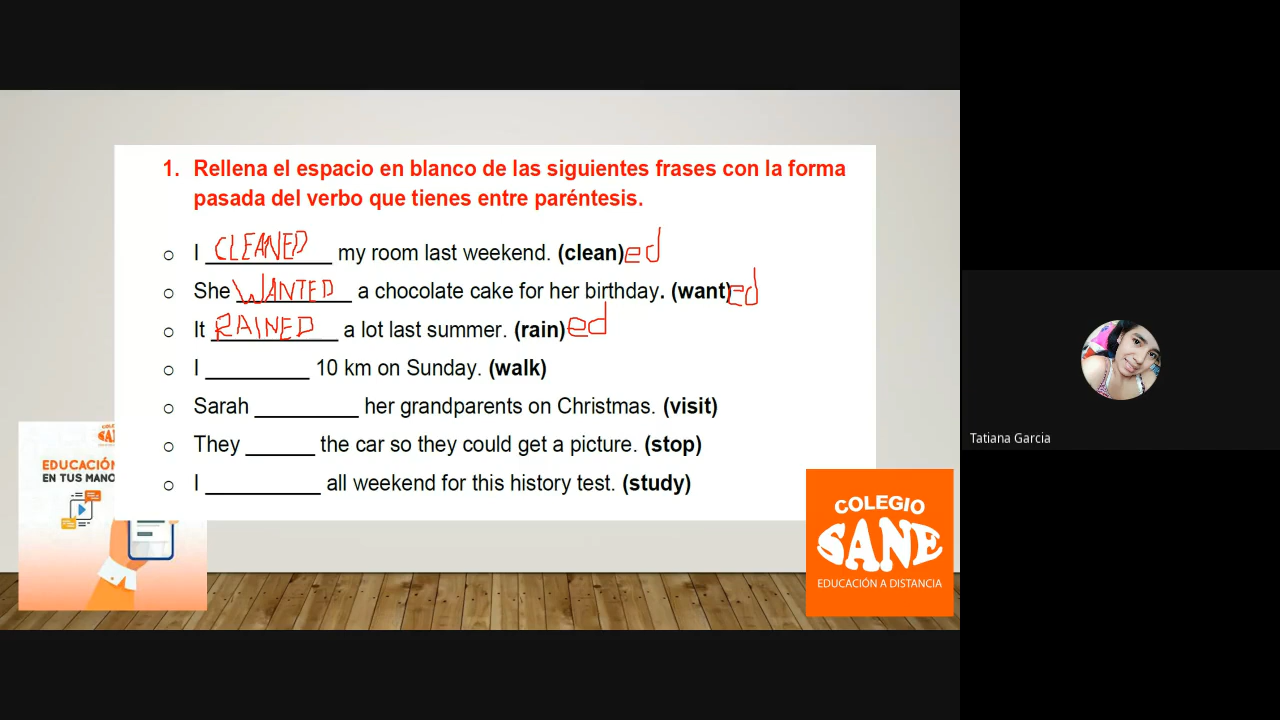 1. Rellena el espacio en blanco de las siguientes frases con la forma
pasada del verbo que tienes entre paréntesis.
o I CLEANED my room last weekend. (clean)ed
o She WANTED a chocolate cake for her birthday. (want)ed
o It RAINED a lot last summer. (rain)ed
o I __________ 10 km on Sunday. (walk)
o Sarah __________ her grandparents on Christmas. (visit)
o They ______ the car so they could get a picture. (stop)
o I __________ all weekend for this history test. (study)
EDUCACIÓN
EN TUS MANO
COLEGIO
SANE
EDUCACIÓN A DISTANCIA
Tatiana Garcia